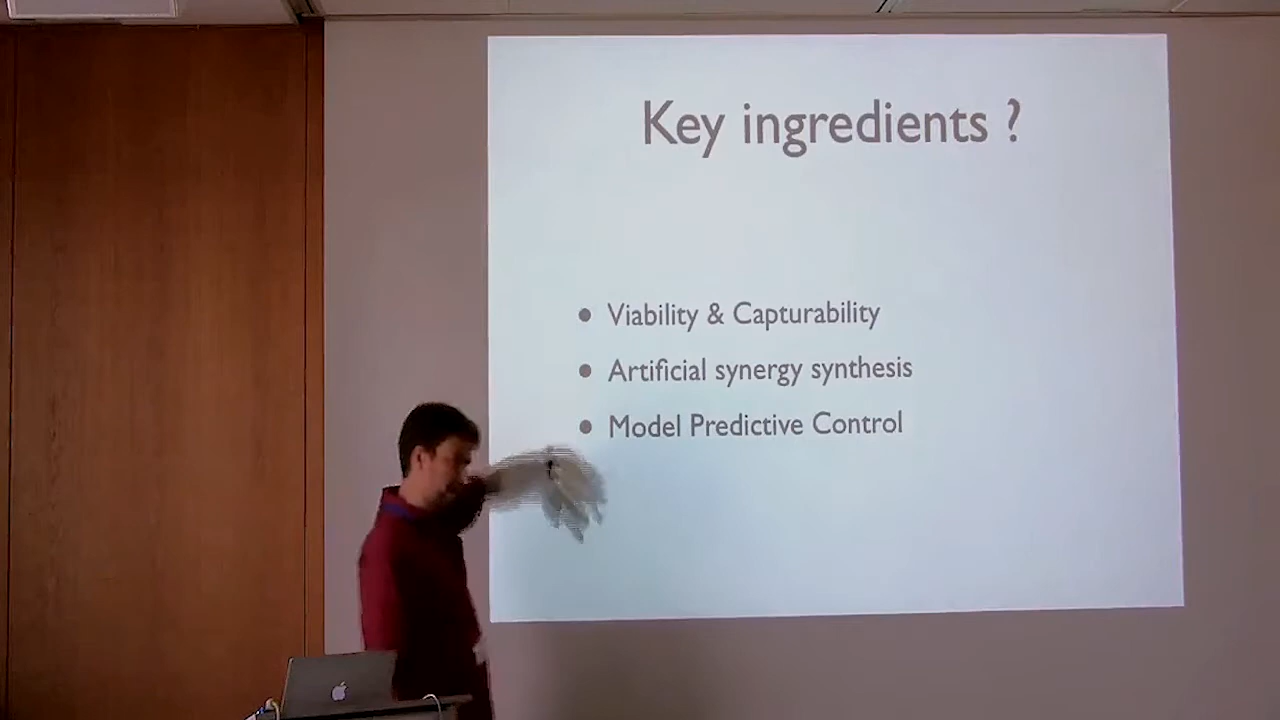 Key ingredients ?
• Viability & Capturability
• Artificial synergy synthesis
• Model Predictive Control